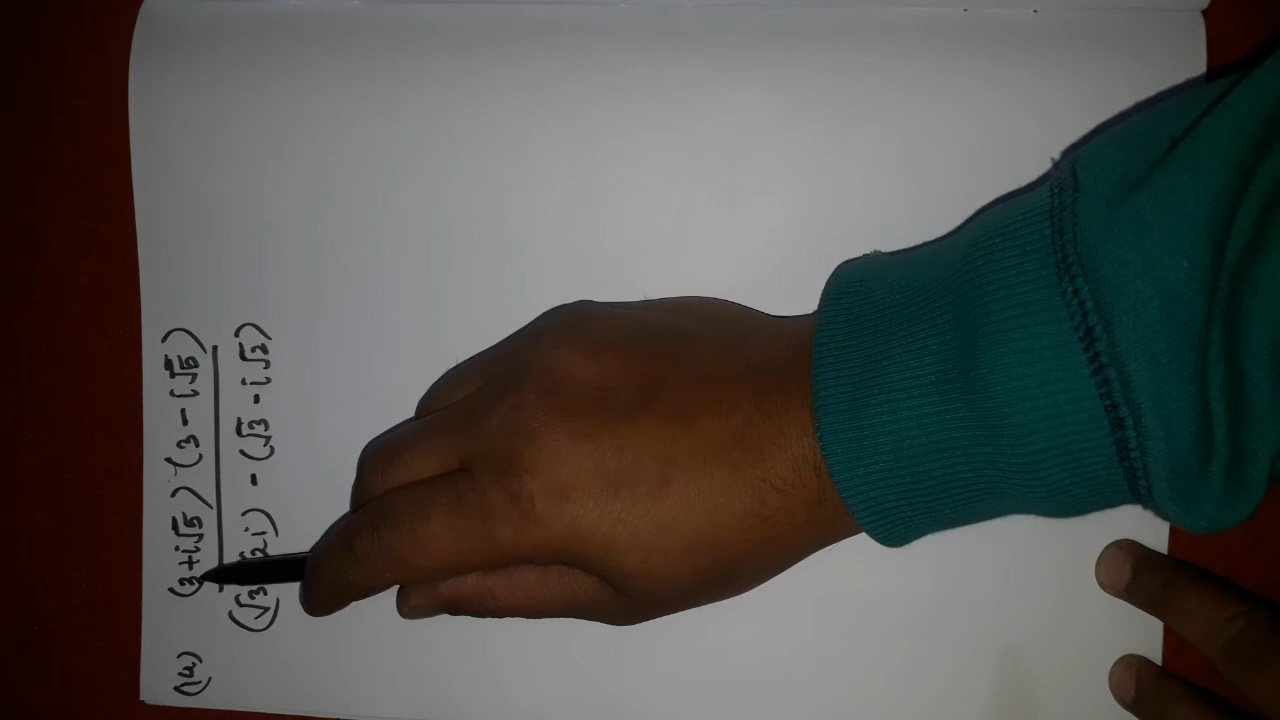 (14) (3+i√5) (3-i√5)
(√3 √2i) - (√3 - i√2)